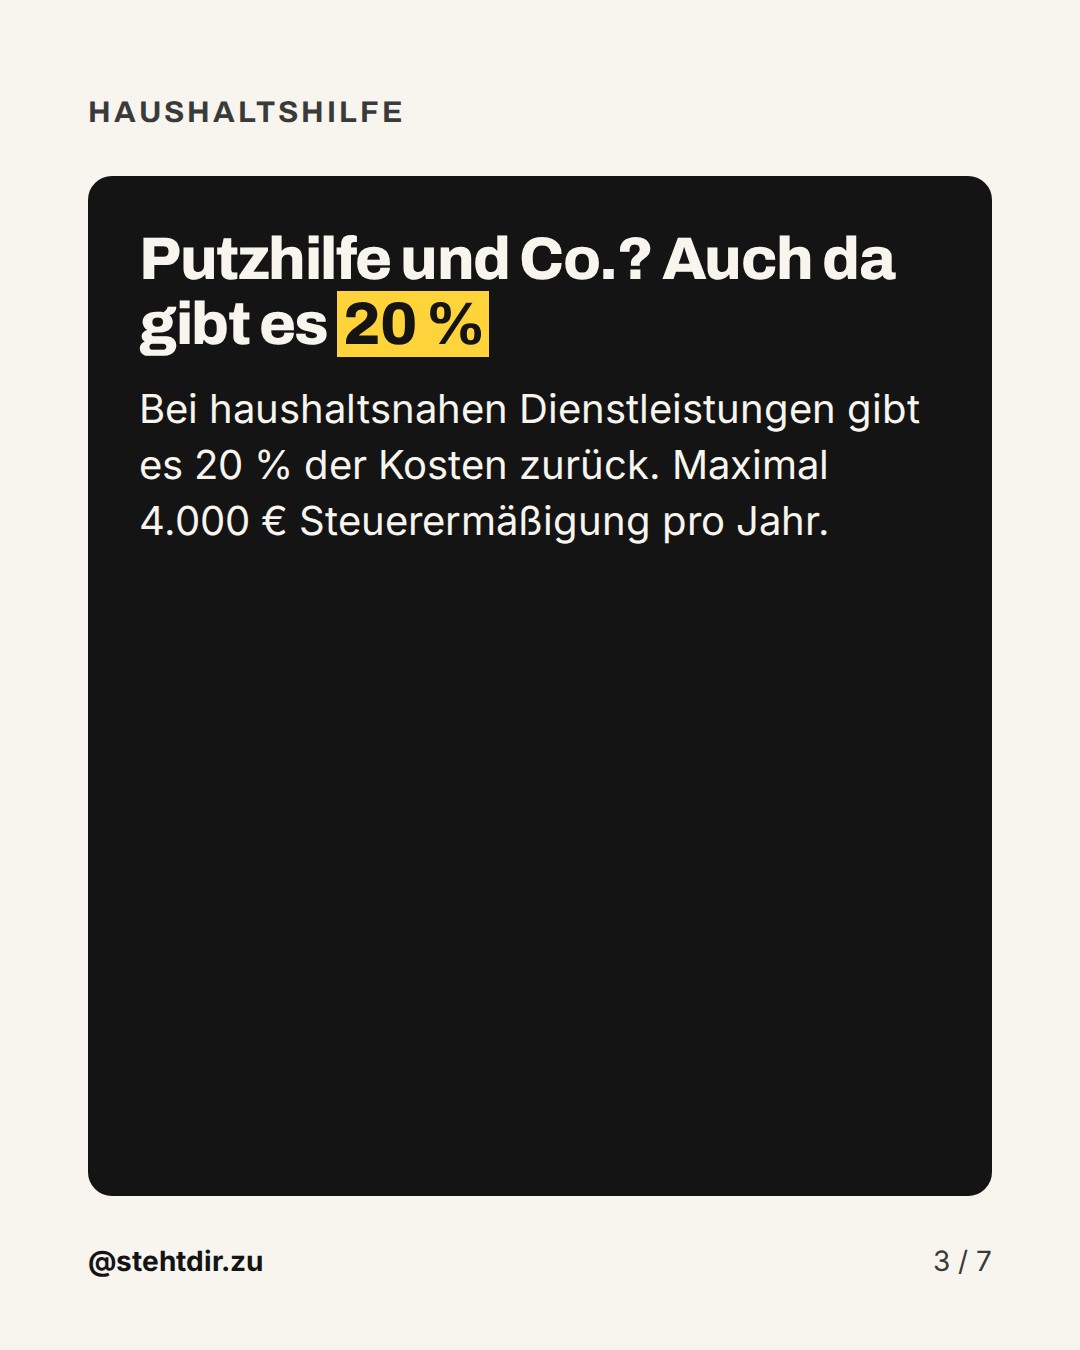 HAUSHALTSHILFE
Putzhilfe und Co.? Auch da
gibt es 20 %
Bei haushaltsnahen Dienstleistungen gibt
es 20 % der Kosten zurück. Maximal
4.000 € Steuerermäßigung pro Jahr.
@stehtdir.zu
3 / 7